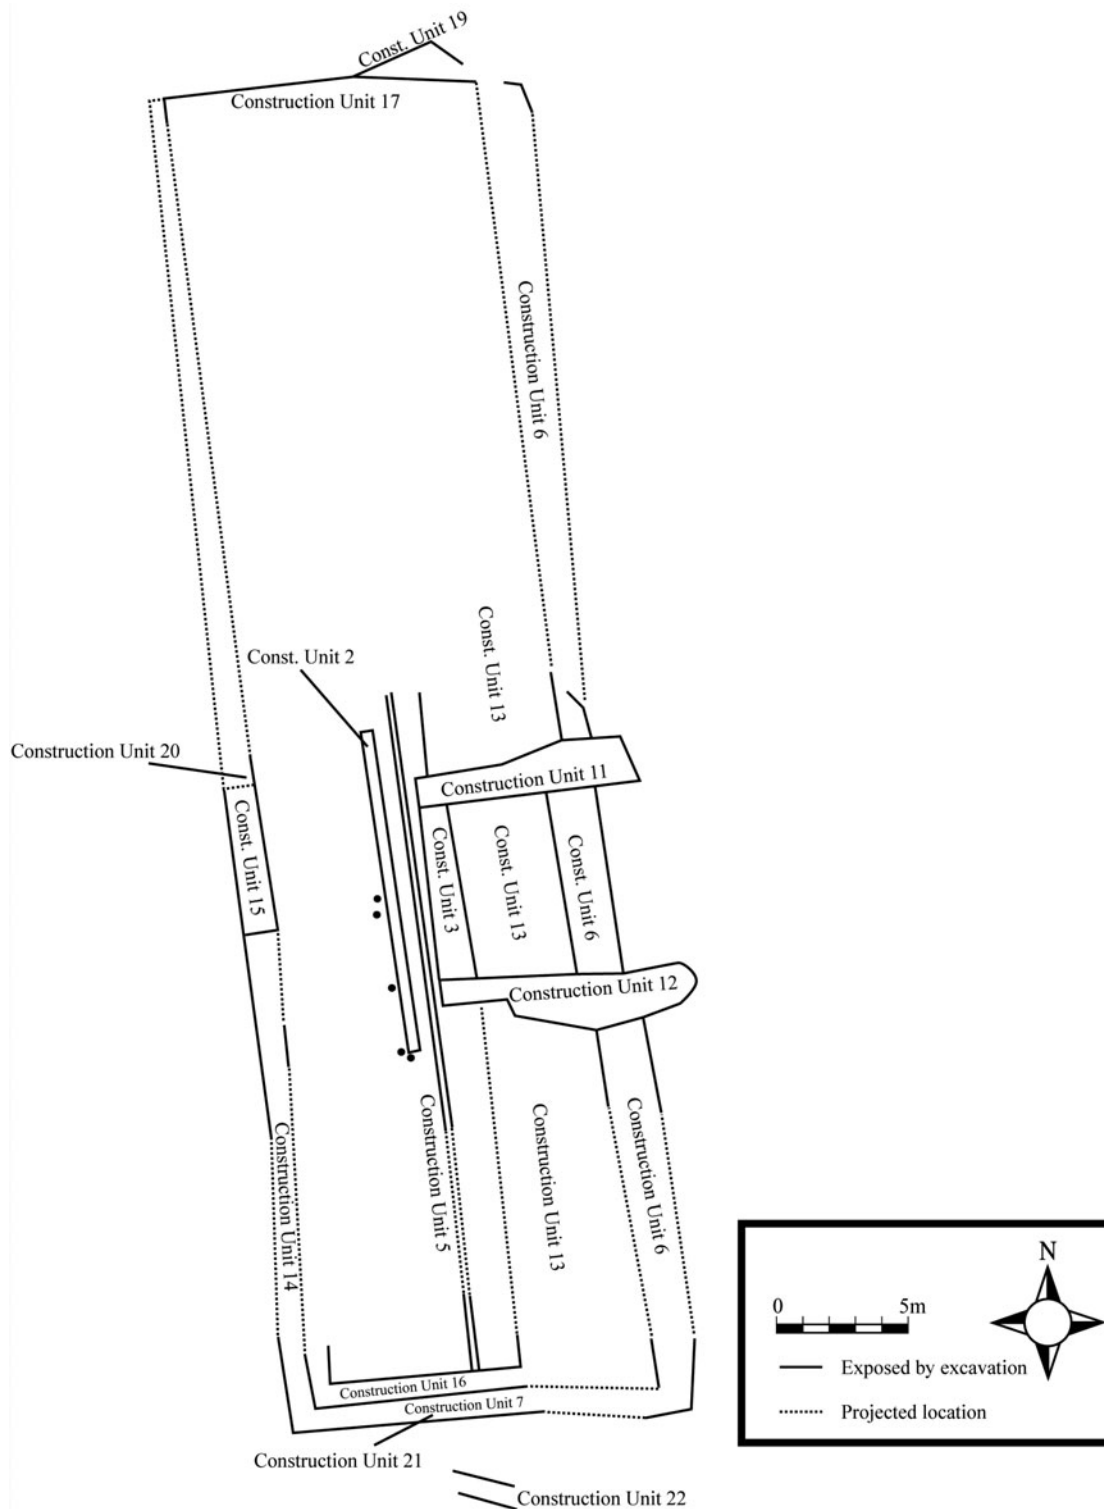 Const. Unit 19
Construction Unit 17
Construction Unit 6
Const. Unit 13
Const. Unit 2
Construction Unit 20
Construction Unit 11
Const. Unit 15
Const. Unit 3
Const. Unit 13
Const. Unit 6
Construction Unit 12
Construction Unit 14
Construction Unit 5
Construction Unit 13
Construction Unit 6
N
0 5m
Exposed by excavation
Projected location
Construction Unit 16
Construction Unit 7
Construction Unit 21
Construction Unit 22